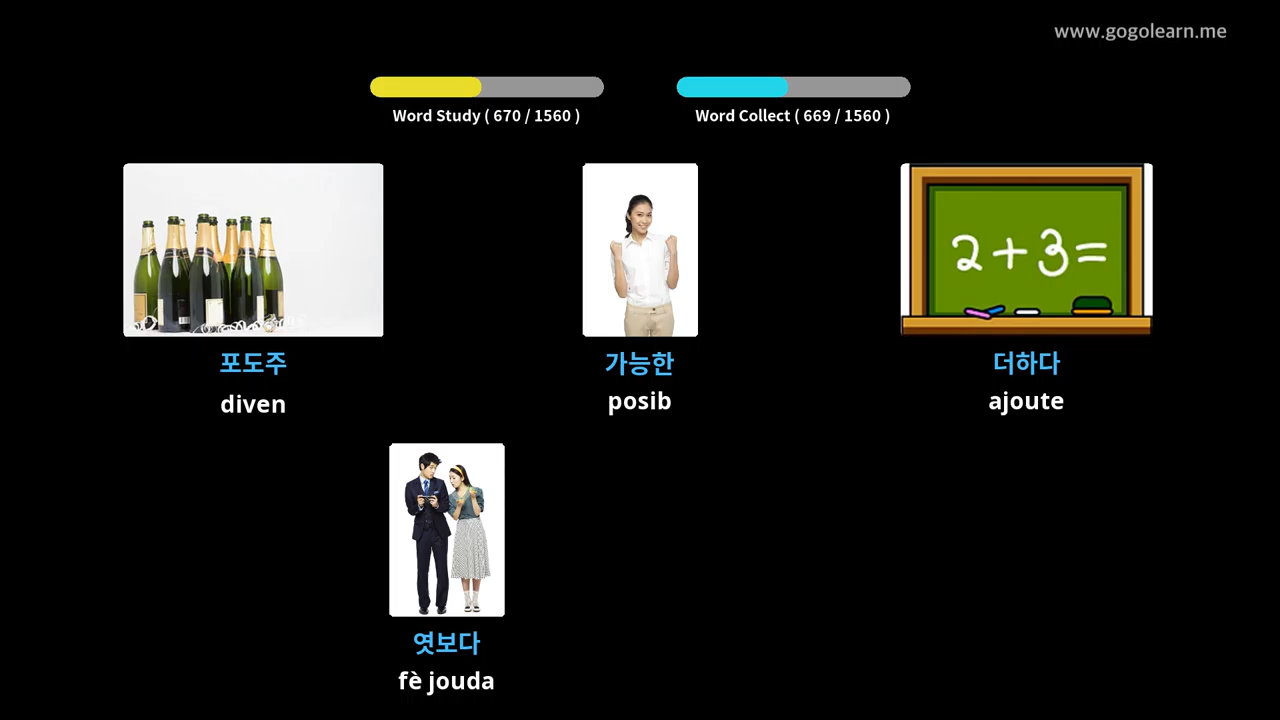 www.gogolearn.me
Word Study ( 670 / 1560 )
Word Collect ( 669 / 1560 )
2+3=
포도주
diven
가능한
posib
더하다
ajoute
엿보다
fè jouda